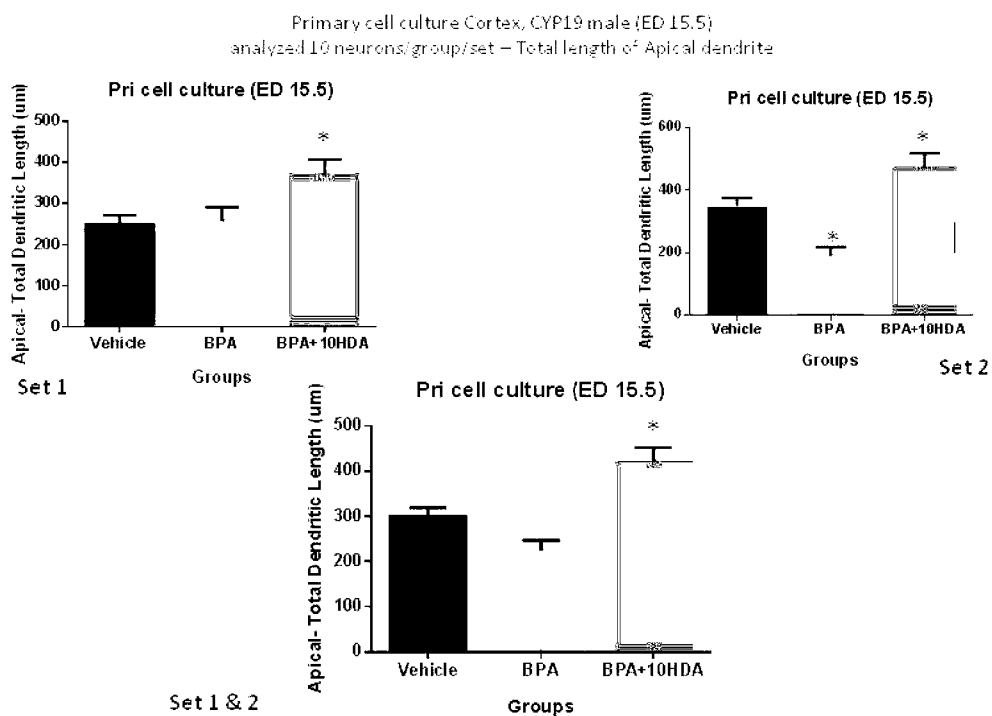 Primary cell culture Cortex, CYP19 male (ED 15.5)
analyzed 10 neurons/group/set – Total length of Apical dendrite
Pri cell culture (ED 15.5)
Apical- Total Dendritic Length (um)
500
400
300
200
100
0
*
Vehicle
BPA
BPA+10HDA
Groups
Set 1
Pri cell culture (ED 15.5)
Apical- Total Dendritic Length (um)
600
400
200
0
*
*
Vehicle
BPA
BPA+10HDA
Groups
Set 2
Pri cell culture (ED 15.5)
Apical- Total Dendritic Length (um)
500
400
300
200
100
0
*
Vehicle
BPA
BPA+10HDA
Groups
Set 1 & 2